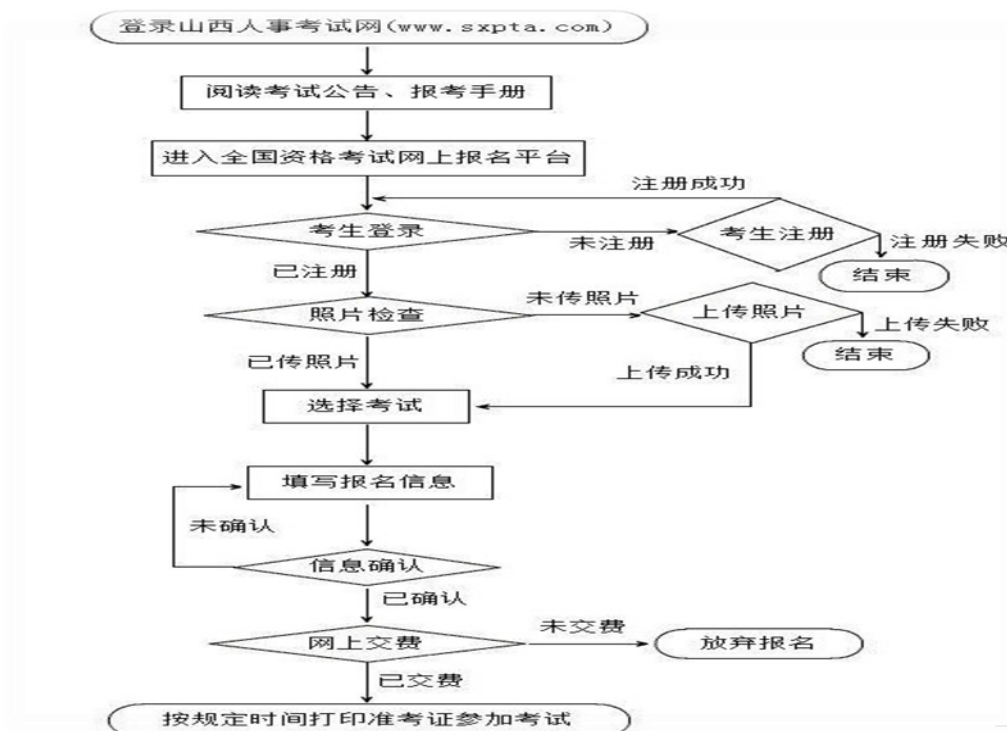 登录山西人事考试网(www.sxpta.com)
阅读考试公告、报考手册
进入全国资格考试网上报名平台
注册成功
考生登录
未注册
考生注册
注册失败
结束
已注册
照片检查
未传照片
上传照片
上传失败
结束
已传照片
上传成功
选择考试
填写报名信息
未确认
信息确认
已确认
网上交费
未交费
放弃报名
已交费
按规定时间打印准考证参加考试